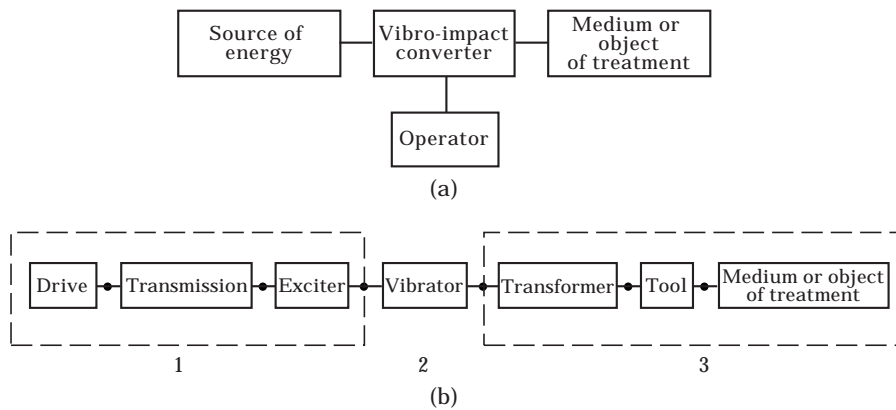 Source of
energy
Vibro-impact
converter
Medium or
object
of treatment
Operator
(a)
Drive
Transmission
Exciter
Vibrator
Transformer
Tool
Medium or object
of treatment
1
2
3
(b)